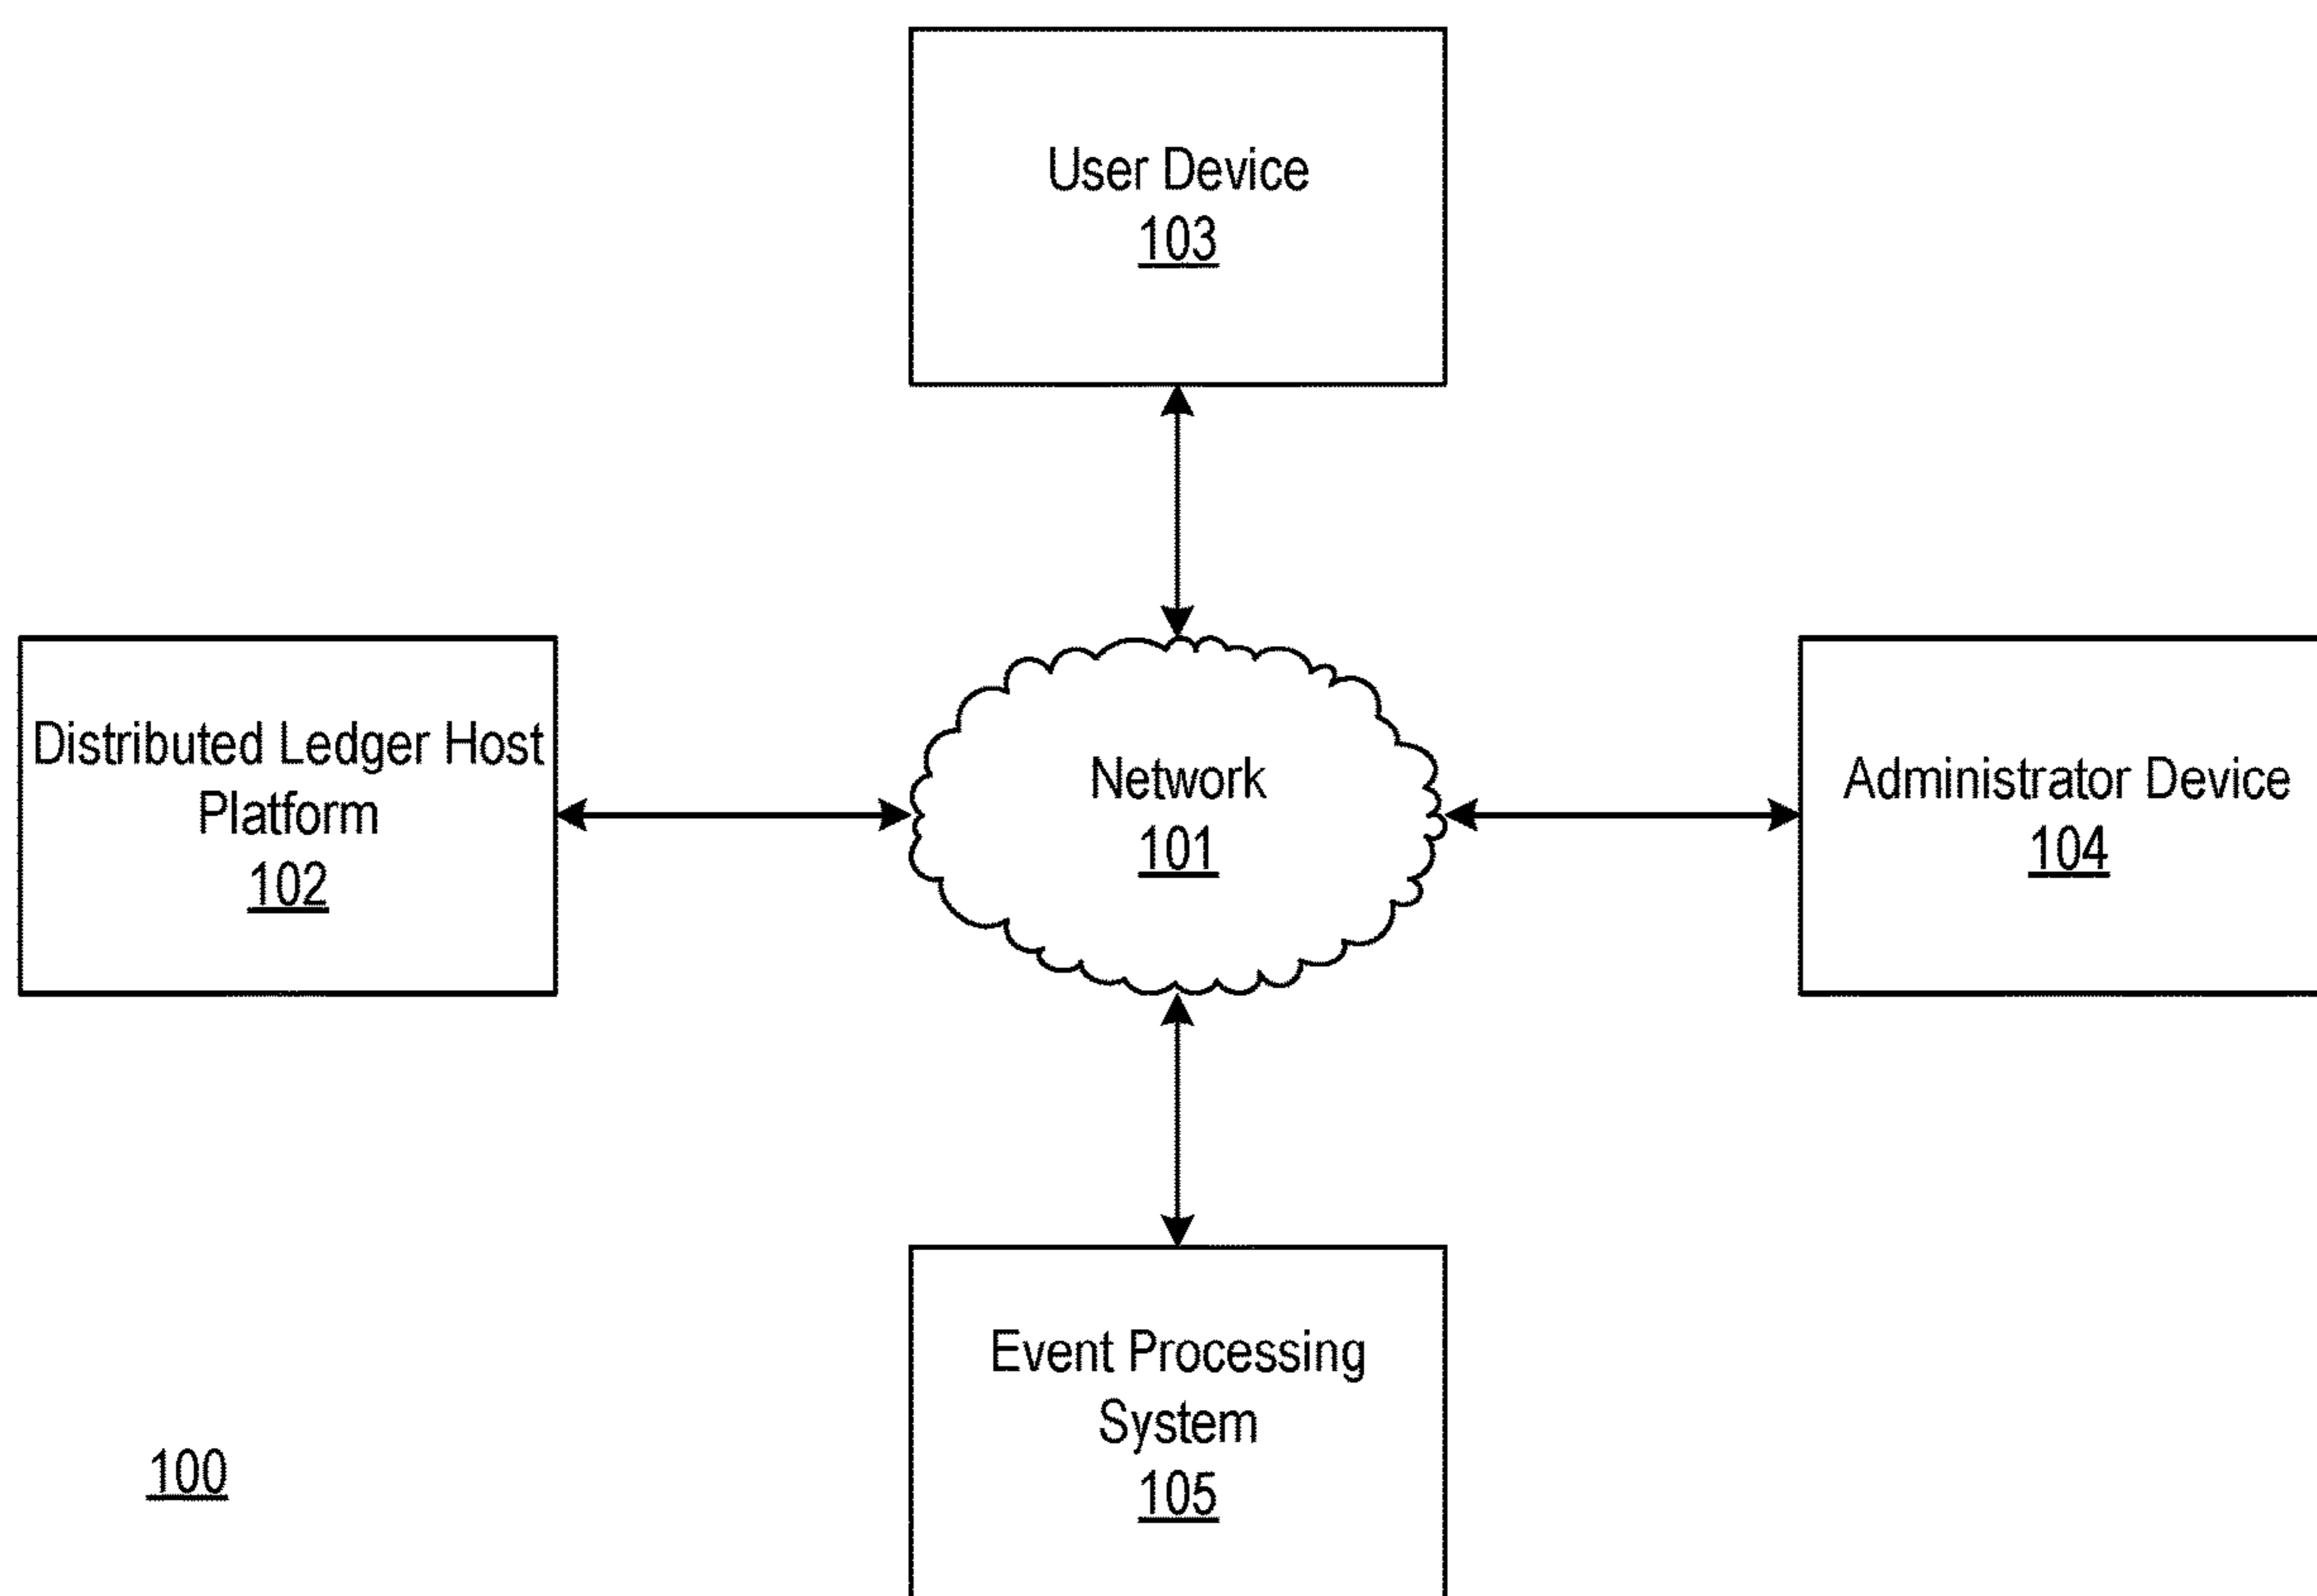 User Device
103
Distributed Ledger Host
Platform
102
Network
101
Administrator Device
104
Event Processing
System
105
100